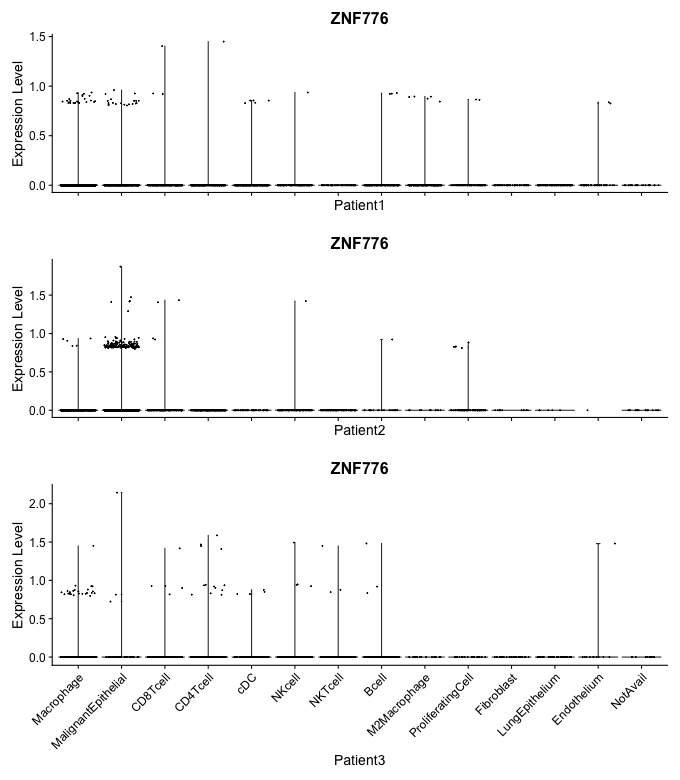 ZNF776
Expression Level
1.5
1.0
0.5
0.0
Patient1
ZNF776
Expression Level
1.5
1.0
0.5
0.0
Patient2
ZNF776
Expression Level
2.0
1.5
1.0
0.5
0.0
Macrophage
MalignantEpithelial
CD8Tcell
CD4Tcell
cDC
NKcell
NKTcell
Bcell
M2Macrophage
ProliferatingCell
Fibroblast
LungEpithelium
Endothelium
NotAvail
Patient3